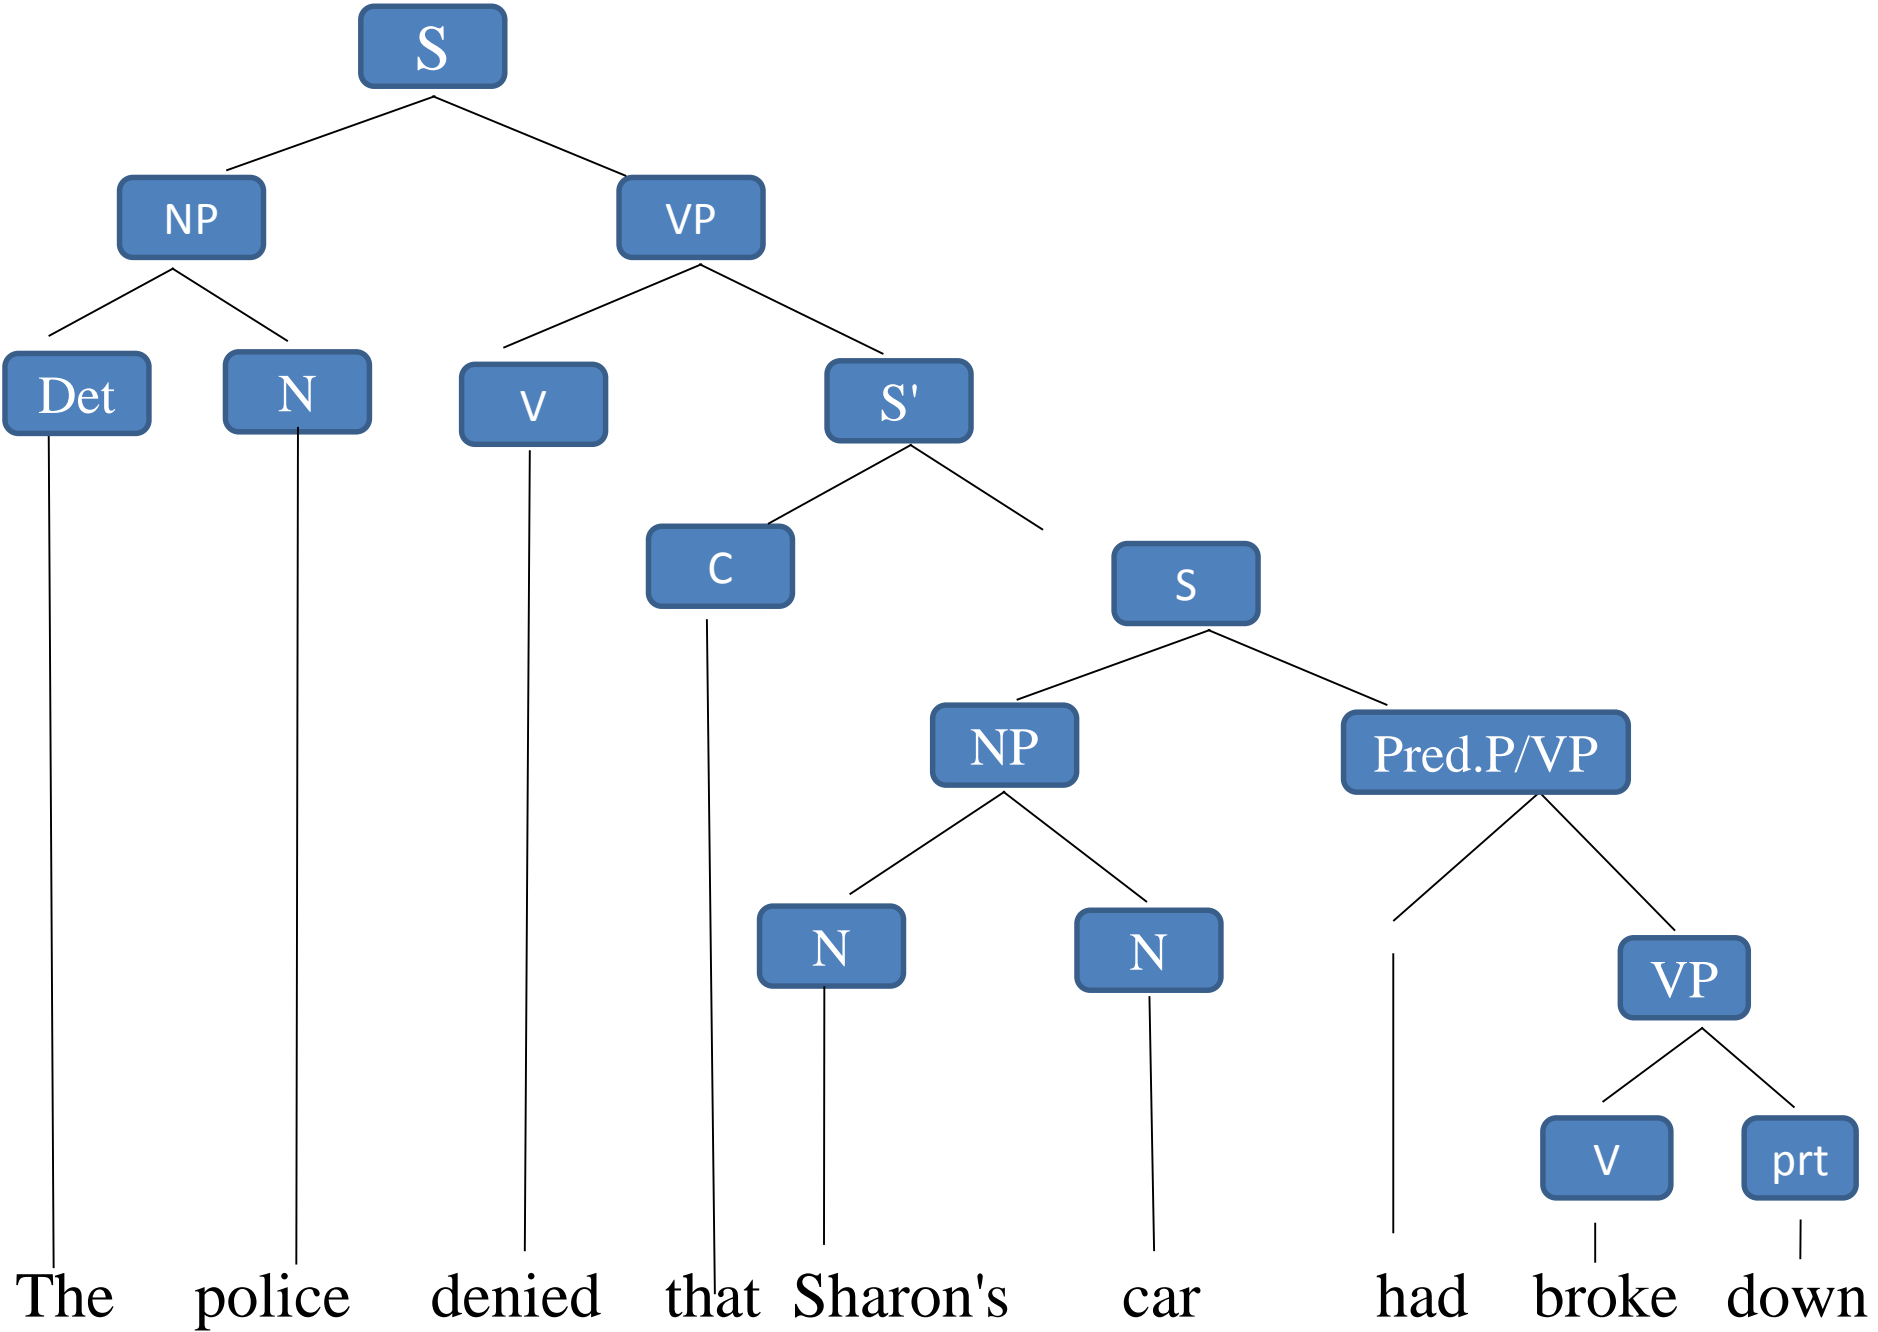 S
NP VP
Det N V S'
C S
NP Pred.P/VP
N N VP
V prt
The police denied that Sharon's car had broke down